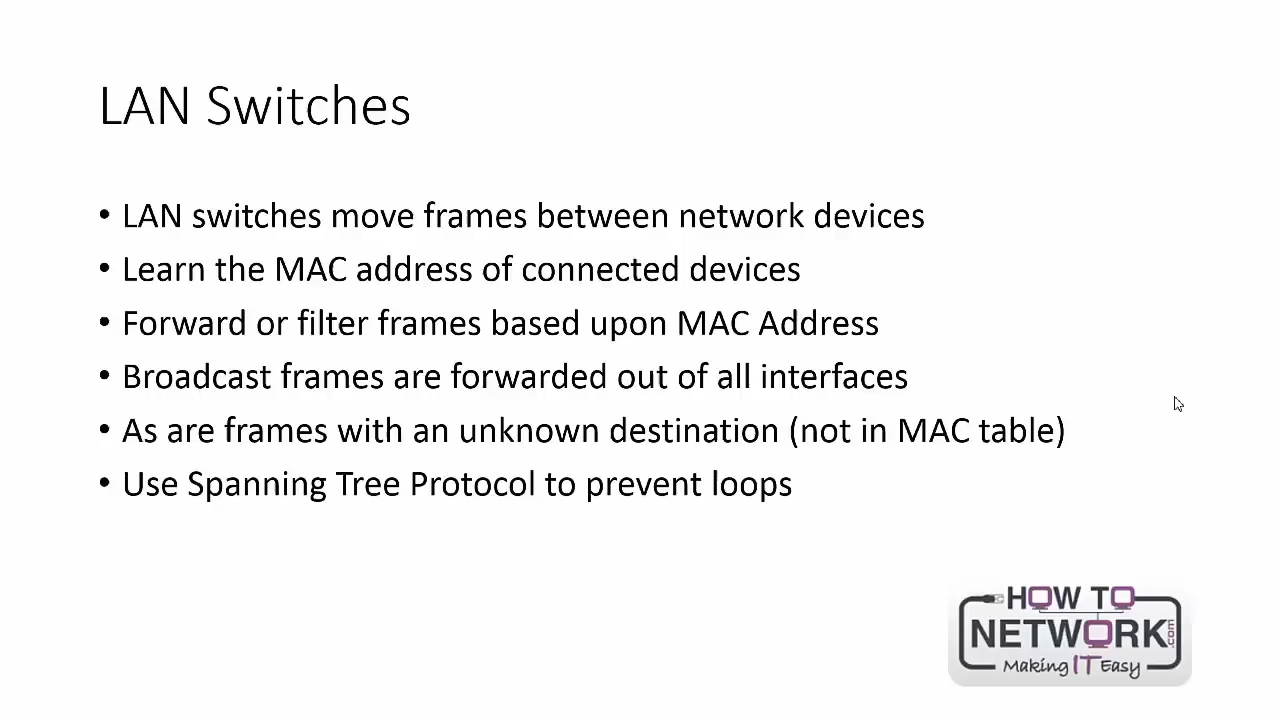 LAN Switches
• LAN switches move frames between network devices
• Learn the MAC address of connected devices
• Forward or filter frames based upon MAC Address
• Broadcast frames are forwarded out of all interfaces
• As are frames with an unknown destination (not in MAC table)
• Use Spanning Tree Protocol to prevent loops
HOW TO
NETWORK.com
Making IT Easy